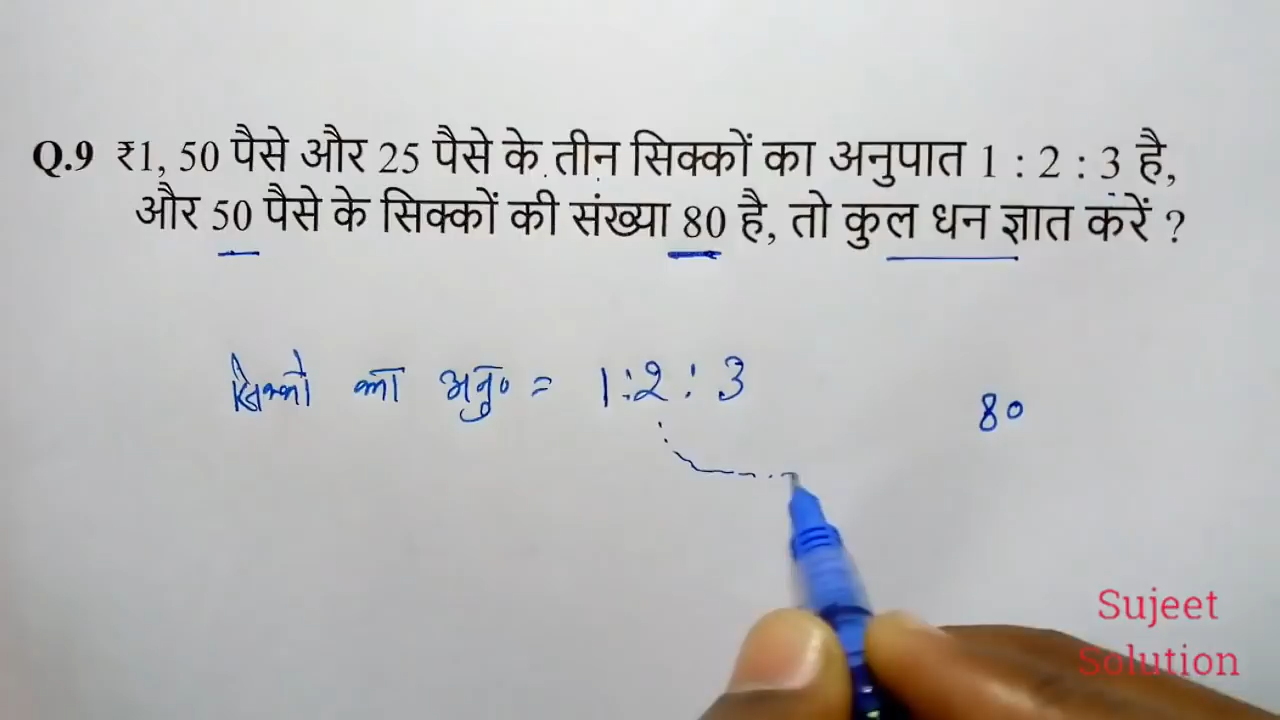 Q.9 ₹1, 50 पैसे और 25 पैसे के तीन सिक्कों का अनुपात 1 : 2 : 3 है,
और 50 पैसे के सिक्कों की संख्या 80 है, तो कुल धन ज्ञात करें ?
सिक्को का अनु० = 1 : 2 : 3
80
Sujeet
Solution